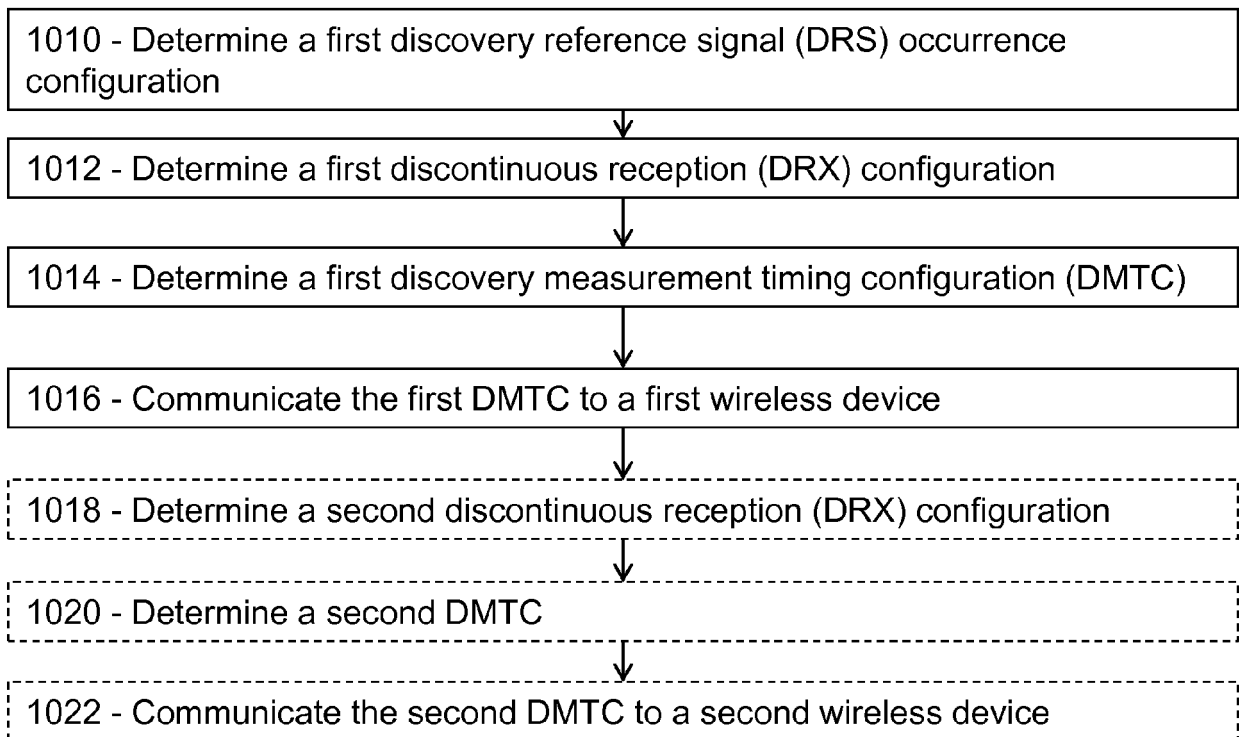 1010 - Determine a first discovery reference signal (DRS) occurrence
configuration
1012 - Determine a first discontinuous reception (DRX) configuration
1014 - Determine a first discovery measurement timing configuration (DMTC)
1016 - Communicate the first DMTC to a first wireless device
1018 - Determine a second discontinuous reception (DRX) configuration
1020 - Determine a second DMTC
1022 - Communicate the second DMTC to a second wireless device